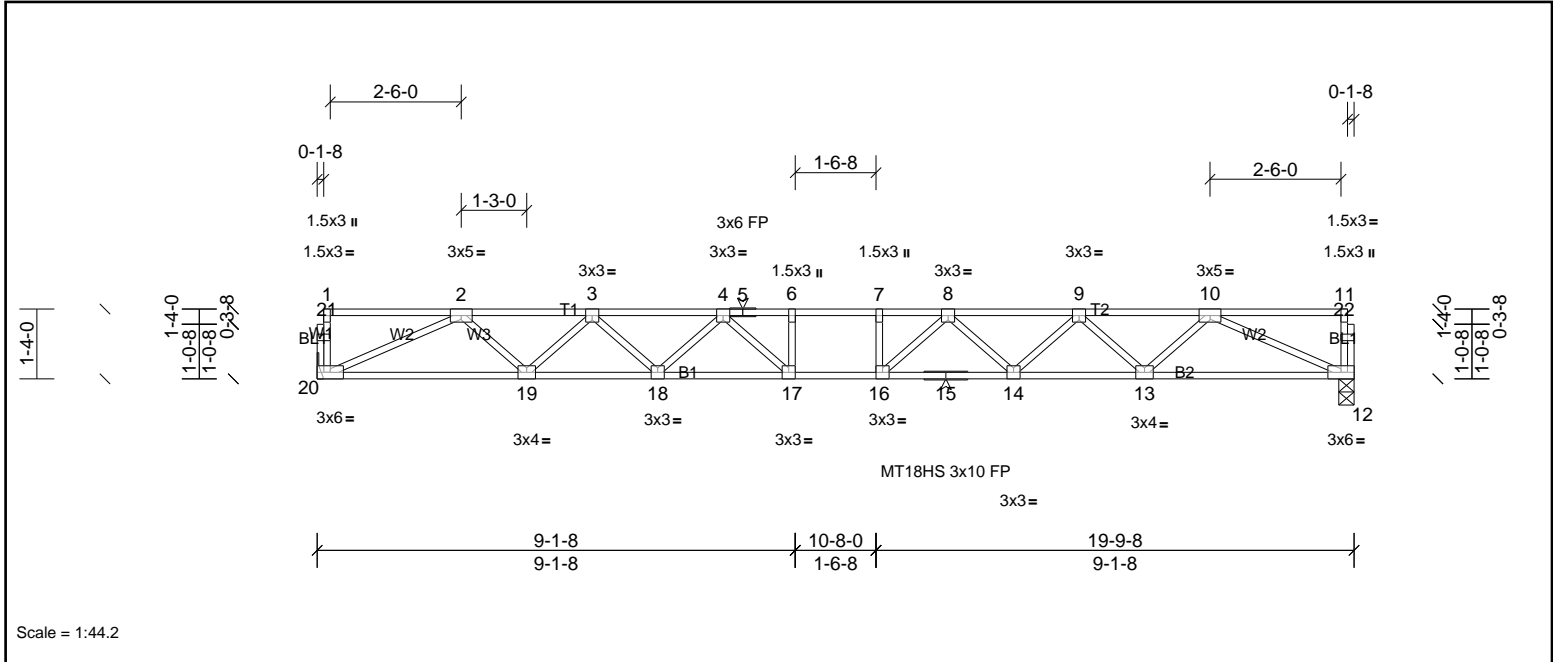 2-6-0
0-1-8
0-1-8
1-6-8
2-6-0
1-3-0
1.5x3 II
3x6 FP
1.5x3 =
1.5x3 =
3x5 =
3x3 =
1.5x3 II
3x3 =
1.5x3 II
3x3 =
1.5x3 II
3x3 =
3x5 =
1 2 3 4 5 6 7 8 9 10 11
21 T1 T2 22
1-4-0
1-4-0
1-0-8
1-0-8
0-3-8
W1 W2 W3 W2
BL1 BL1
1-4-0
1-0-8
1-0-8
0-3-8
B1 B2
20 19 18 17 16 15 14 13 12
3x6 =
3x3 =
3x3 =
3x4 =
3x4 =
3x3 =
3x6 =
MT18HS 3x10 FP
3x3 =
9-1-8 10-8-0 19-9-8
9-1-8 1-6-8 9-1-8
Scale = 1:44.2